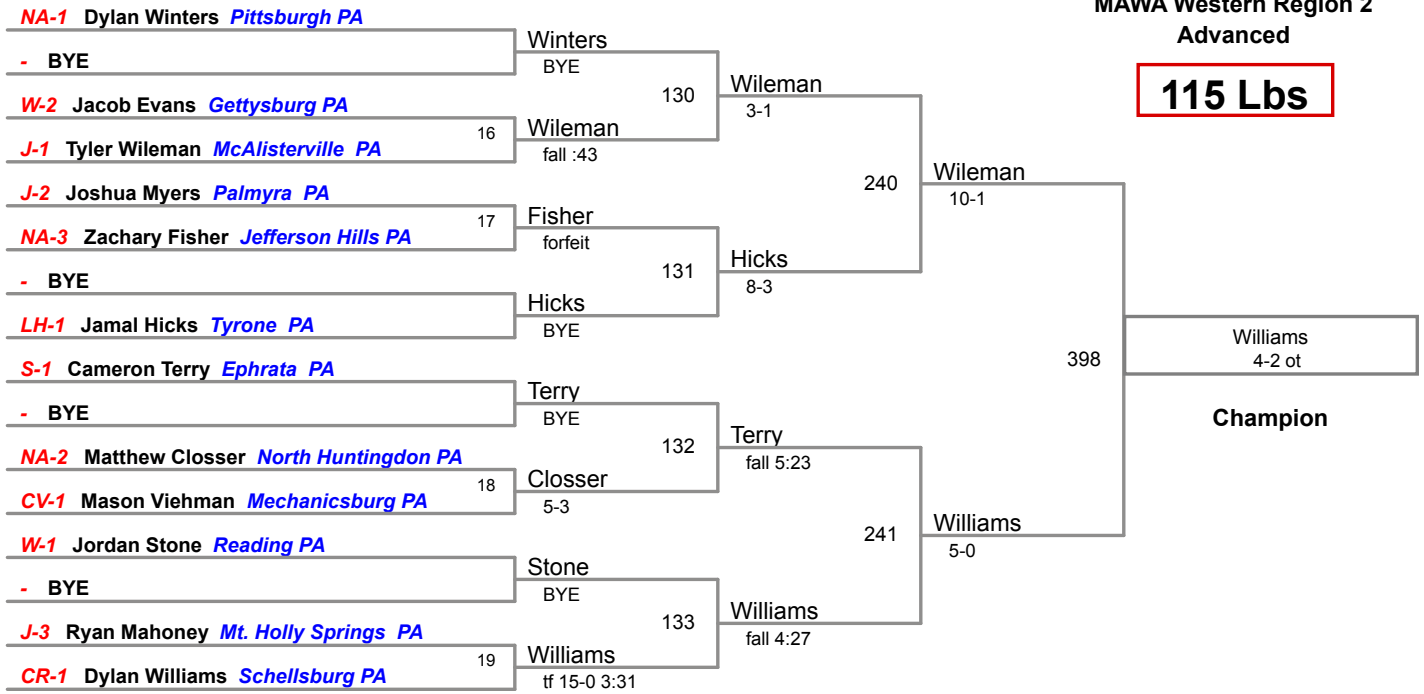 MAWA Western Region 2
Advanced
115 Lbs
NA-1 Dylan Winters Pittsburgh PA
- BYE
W-2 Jacob Evans Gettysburg PA
J-1 Tyler Wileman McAlisterville PA
J-2 Joshua Myers Palmyra PA
NA-3 Zachary Fisher Jefferson Hills PA
- BYE
LH-1 Jamal Hicks Tyrone PA
S-1 Cameron Terry Ephrata PA
- BYE
NA-2 Matthew Closser North Huntingdon PA
CV-1 Mason Viehman Mechanicsburg PA
W-1 Jordan Stone Reading PA
- BYE
J-3 Ryan Mahoney Mt. Holly Springs PA
CR-1 Dylan Williams Schellsburg PA
16
17
18
19
Winters
BYE
Wileman
fall :43
Fisher
forfeit
Hicks
BYE
Terry
BYE
Closser
5-3
Stone
BYE
Williams
tf 15-0 3:31
130
131
132
133
Wileman
3-1
Hicks
8-3
Terry
fall 5:23
Williams
fall 4:27
240
241
Wileman
10-1
Williams
5-0
398
Williams
4-2 ot
Champion